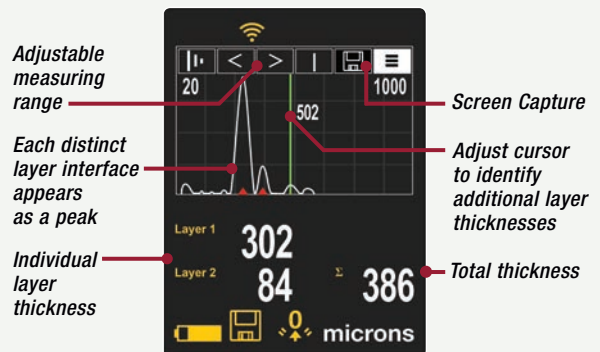 Adjustable
measuring
range
Each distinct
layer interface
appears
as a peak
Individual
layer
thickness
20
1000
502
Layer 1
302
Layer 2
84
Σ
386
0
microns
Screen Capture
Adjust cursor
to identify
additional layer
thicknesses
Total thickness